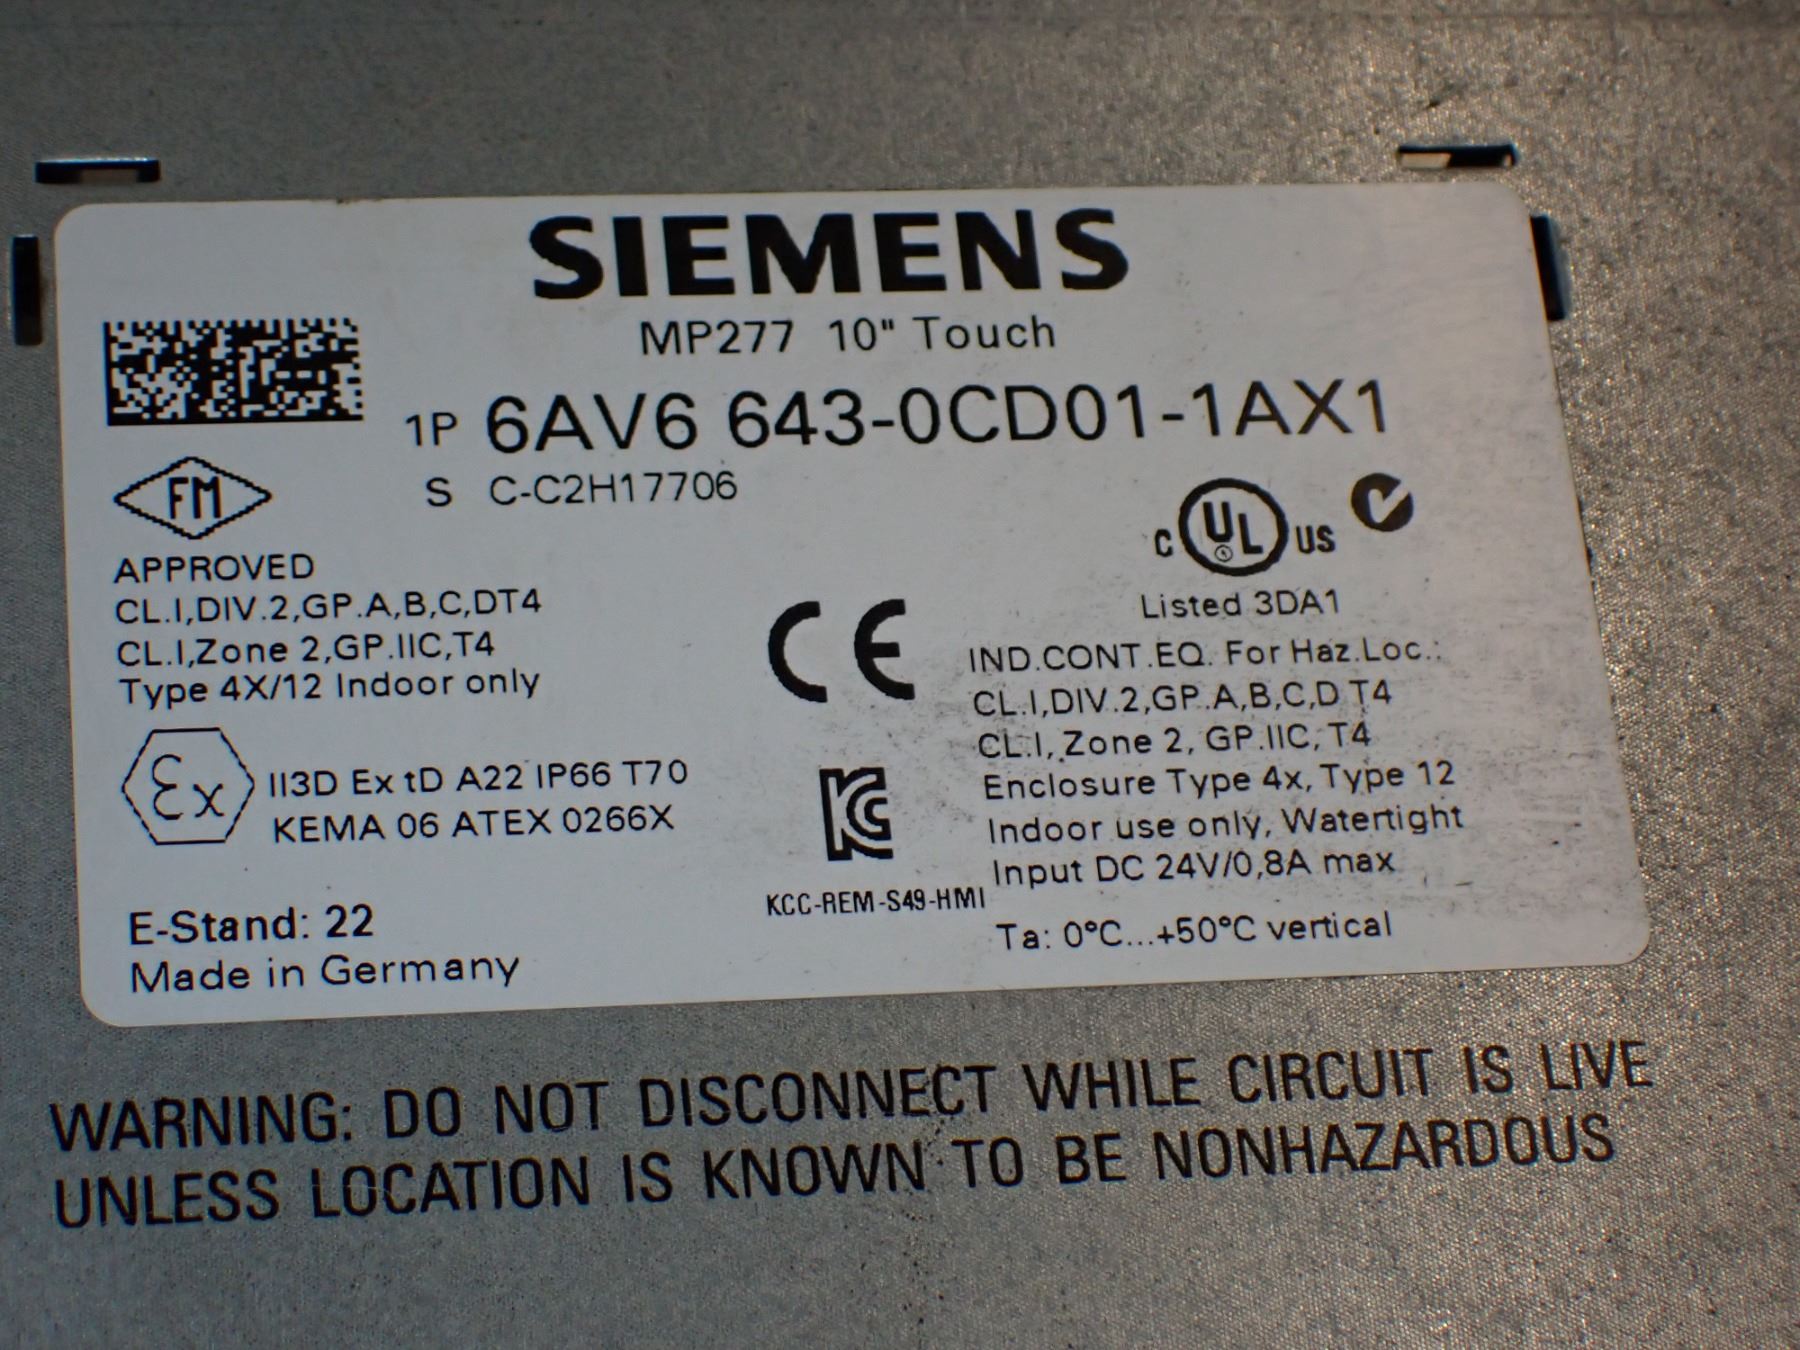 SIEMENS
MP277 10" Touch
1P 6AV6 643-0CD01-1AX1
S C-C2H17706
FM
APPROVED
CL.I,DIV.2,GP.A,B,C,DT4
CL.I,Zone 2,GP.IIC,T4
Type 4X/12 Indoor only
Ex
II3D Ex tD A22 IP66 T70
KEMA 06 ATEX 0266X
E-Stand: 22
Made in Germany
CE
KC
KCC-REM-S49-HMI
C UL US
Listed 3DA1
IND.CONT.EQ. For Haz.Loc.:
CL.I,DIV.2,GP.A,B,C,D T4
CL.I, Zone 2, GP.IIC, T4
Enclosure Type 4x, Type 12
Indoor use only, Watertight
Input DC 24V/0,8A max
Ta: 0°C...+50°C vertical
WARNING: DO NOT DISCONNECT WHILE CIRCUIT IS LIVE
UNLESS LOCATION IS KNOWN TO BE NONHAZARDOUS